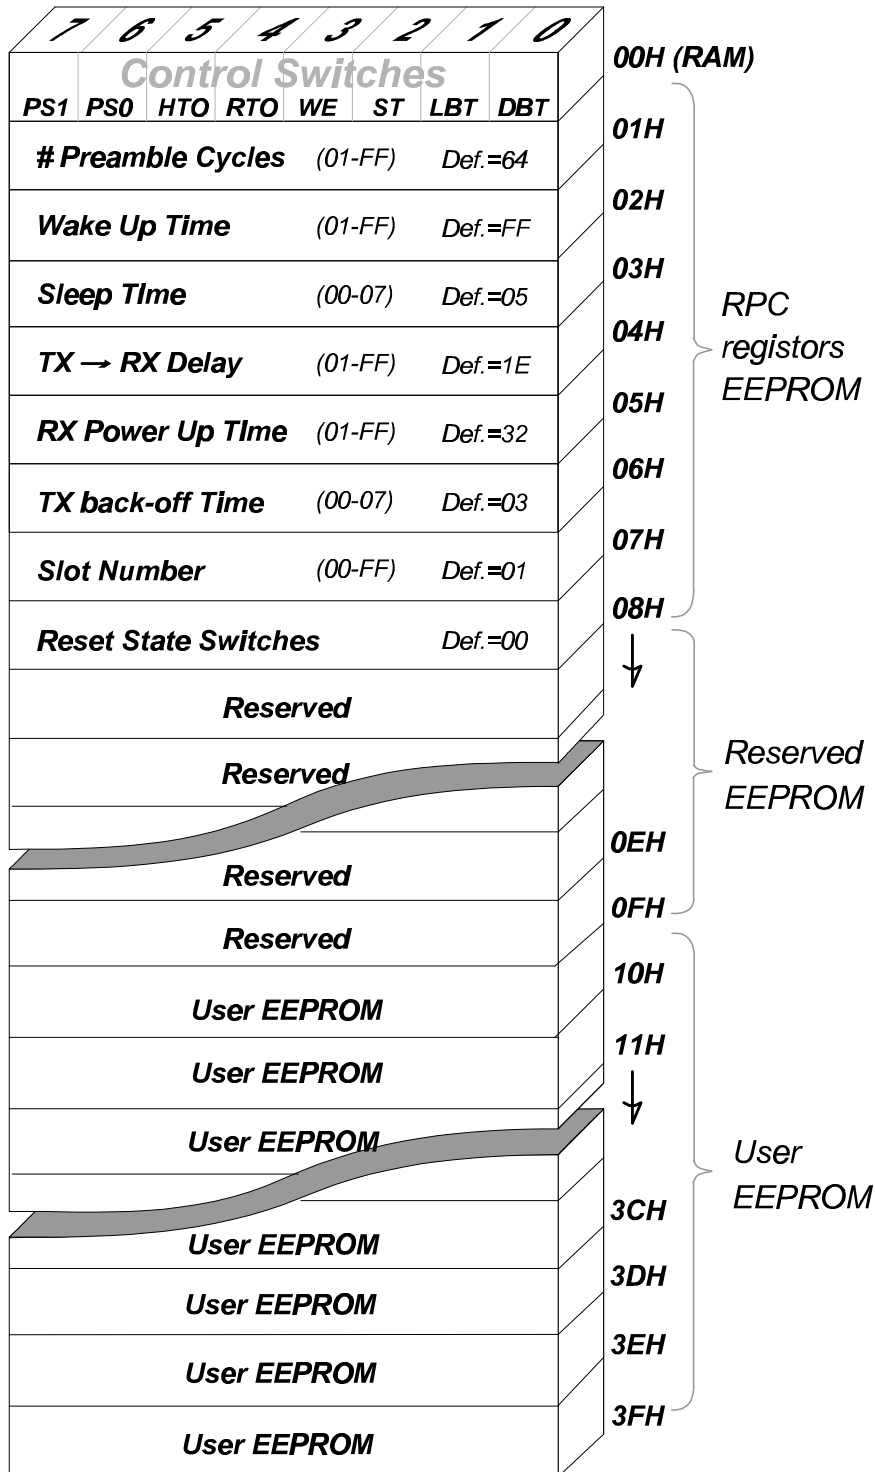 7 6 5 4 3 2 1 0
Control Switches
00H (RAM)
PS1 PS0 HTO RTO WE ST LBT DBT
# Preamble Cycles (01-FF) Def.=64
01H
Wake Up Time (01-FF) Def.=FF
02H
Sleep TIme (00-07) Def.=05
03H
TX → RX Delay (01-FF) Def.=1E
04H
RX Power Up TIme (01-FF) Def.=32
05H
TX back-off Time (00-07) Def.=03
06H
Slot Number (00-FF) Def.=01
07H
Reset State Switches Def.=00
08H
RPC
registors
EEPROM
Reserved
Reserved
Reserved
0EH
Reserved
0FH
Reserved
EEPROM
User EEPROM
10H
User EEPROM
11H
User EEPROM
User EEPROM
3CH
User EEPROM
3DH
User EEPROM
3EH
User EEPROM
3FH
User
EEPROM